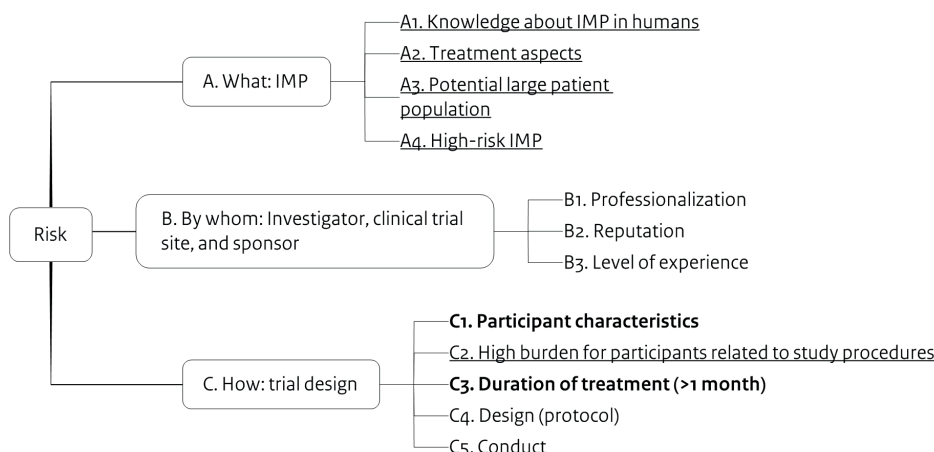 A1. Knowledge about IMP in humans
A2. Treatment aspects
A. What: IMP
A3. Potential large patient
population
A4. High-risk IMP
Risk
B. By whom: Investigator, clinical trial
site, and sponsor
B1. Professionalization
B2. Reputation
B3. Level of experience
C1. Participant characteristics
C2. High burden for participants related to study procedures
C. How: trial design
C3. Duration of treatment (>1 month)
C4. Design (protocol)
C5. Conduct